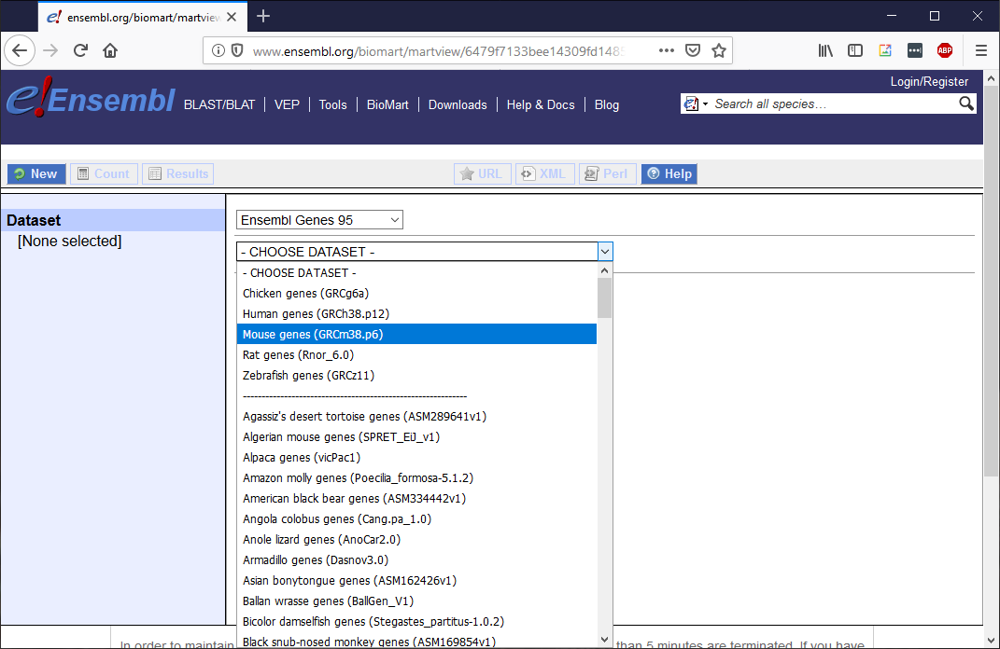 ensembl.org/biomart/martview
www.ensembl.org/biomart/martview/6479f7133bee14309fd148
ABP
Login/Register
e!Ensembl
BLAST/BLAT | VEP | Tools | BioMart | Downloads | Help & Docs | Blog
Search all species…
New Count Results URL XML Perl Help
Dataset
[None selected]
Ensembl Genes 95
- CHOOSE DATASET -
- CHOOSE DATASET -
Chicken genes (GRCg6a)
Human genes (GRCh38.p12)
Mouse genes (GRCm38.p6)
Rat genes (Rnor_6.0)
Zebrafish genes (GRCz11)
------------------------------------------------------------
Agassiz's desert tortoise genes (ASM289641v1)
Algerian mouse genes (SPRET_EiJ_v1)
Alpaca genes (vicPac1)
Amazon molly genes (Poecilia_formosa-5.1.2)
American black bear genes (ASM334442v1)
Angola colobus genes (Cang.pa_1.0)
Anole lizard genes (AnoCar2.0)
Armadillo genes (Dasnov3.0)
Asian bonytongue genes (ASM162426v1)
Ballan wrasse genes (BallGen_V1)
Bicolor damselfish genes (Stegastes_partitus-1.0.2)
Black snub-nosed monkey genes (ASM169854v1)
In order to maintain than 5 minutes are terminated. If you have